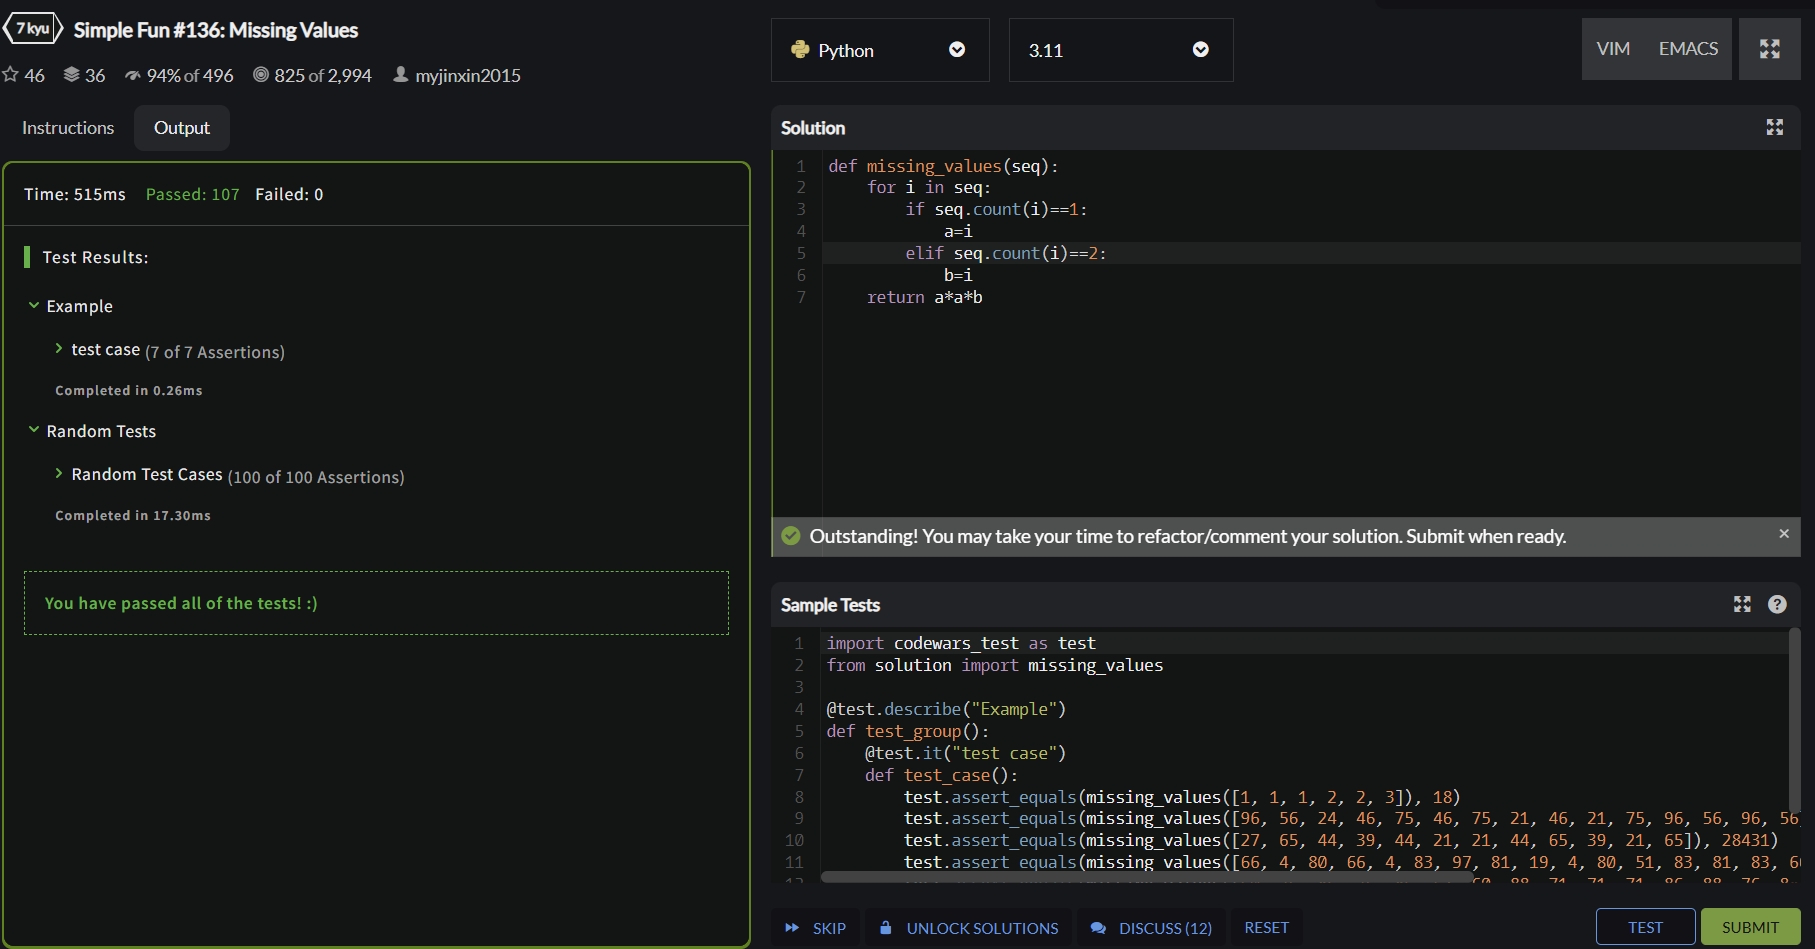 7 kyu Simple Fun #136: Missing Values
46 36 94% of 496 825 of 2,994 myjinxin2015
Instructions Output
Time: 515ms Passed: 107 Failed: 0
Test Results:
Example
test case (7 of 7 Assertions)
Completed in 0.26ms
Random Tests
Random Test Cases (100 of 100 Assertions)
Completed in 17.30ms
You have passed all of the tests! :)
Python 3.11 VIM EMACS
Solution
1 def missing_values(seq):
2     for i in seq:
3         if seq.count(i)==1:
4             a=i
5         elif seq.count(i)==2:
6             b=i
7     return a*a*b
Outstanding! You may take your time to refactor/comment your solution. Submit when ready. ×
Sample Tests ?
1 import codewars_test as test
2 from solution import missing_values
3
4 @test.describe("Example")
5 def test_group():
6     @test.it("test case")
7     def test_case():
8         test.assert_equals(missing_values([1, 1, 1, 2, 2, 3]), 18)
9         test.assert_equals(missing_values([96, 56, 24, 46, 75, 46, 75, 21, 46, 21, 75, 96, 56, 96, 56]
10         test.assert_equals(missing_values([27, 65, 44, 39, 44, 21, 21, 44, 65, 39, 21, 65]), 28431)
11         test.assert_equals(missing_values([66, 4, 80, 66, 4, 83, 97, 81, 19, 4, 80, 51, 83, 81, 83,
SKIP UNLOCK SOLUTIONS DISCUSS (12) RESET TEST SUBMIT